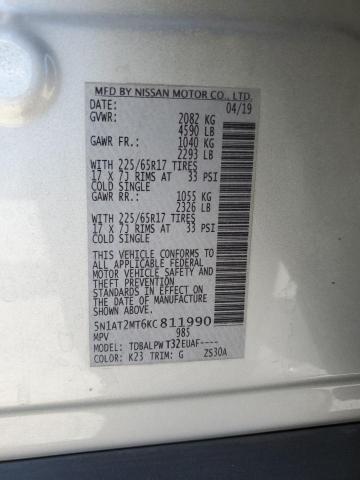 MFD BY NISSAN MOTOR CO., LTD.
DATE: 04/19
GVWR: 2082 KG
4590 LB
GAWR FR.: 1040 KG
2293 LB
WITH 225/65R17 TIRES
17 X 7J RIMS AT 33 PSI
COLD SINGLE
GAWR RR.: 1055 KG
2326 LB
WITH 225/65R17 TIRES
17 X 7J RIMS AT 33 PSI
COLD SINGLE
THIS VEHICLE CONFORMS TO
ALL APPLICABLE FEDERAL
MOTOR VEHICLE SAFETY
STANDARDS IN EFFECT ON
THE DATE OF MANUFACTURE
SHOWN ABOVE.
5N1AT2MT6KC811990
MPV 985
MODEL: TDBALPW T32EUAF----
COLOR: K23 TRIM: G ZS30A